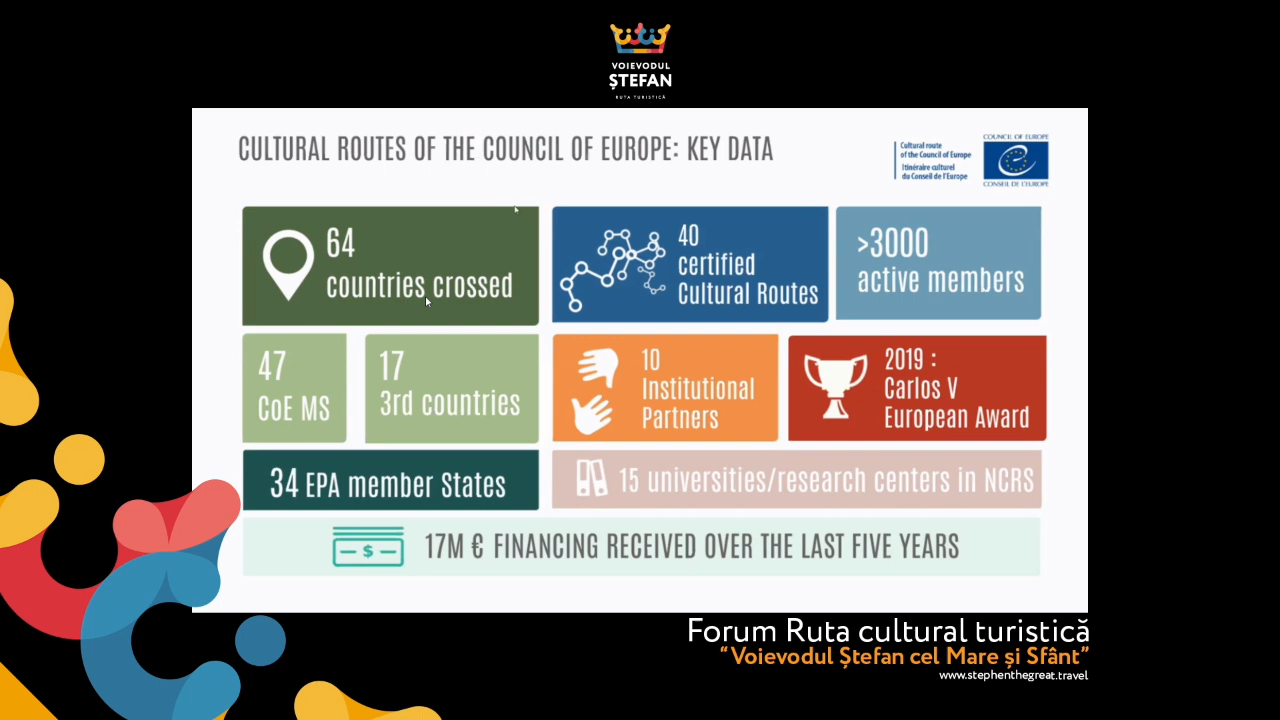 VOIEVODUL
ȘTEFAN
RUTA TURISTICĂ
CULTURAL ROUTES OF THE COUNCIL OF EUROPE: KEY DATA
Cultural route
of the Council of Europe
Itinéraire culturel
du Conseil de l'Europe
COUNCIL OF EUROPE
CONSEIL DE L'EUROPE
64
countries crossed
40
certified
Cultural Routes
>3000
active members
47
CoE MS
17
3rd countries
10
Institutional
Partners
2019 :
Carlos V
European Award
34 EPA member States
15 universities/research centers in NCRS
$
17M € FINANCING RECEIVED OVER THE LAST FIVE YEARS
Forum Ruta cultural turistică
“Voievodul Ștefan cel Mare și Sfânt”
www.stephenthegreat.travel